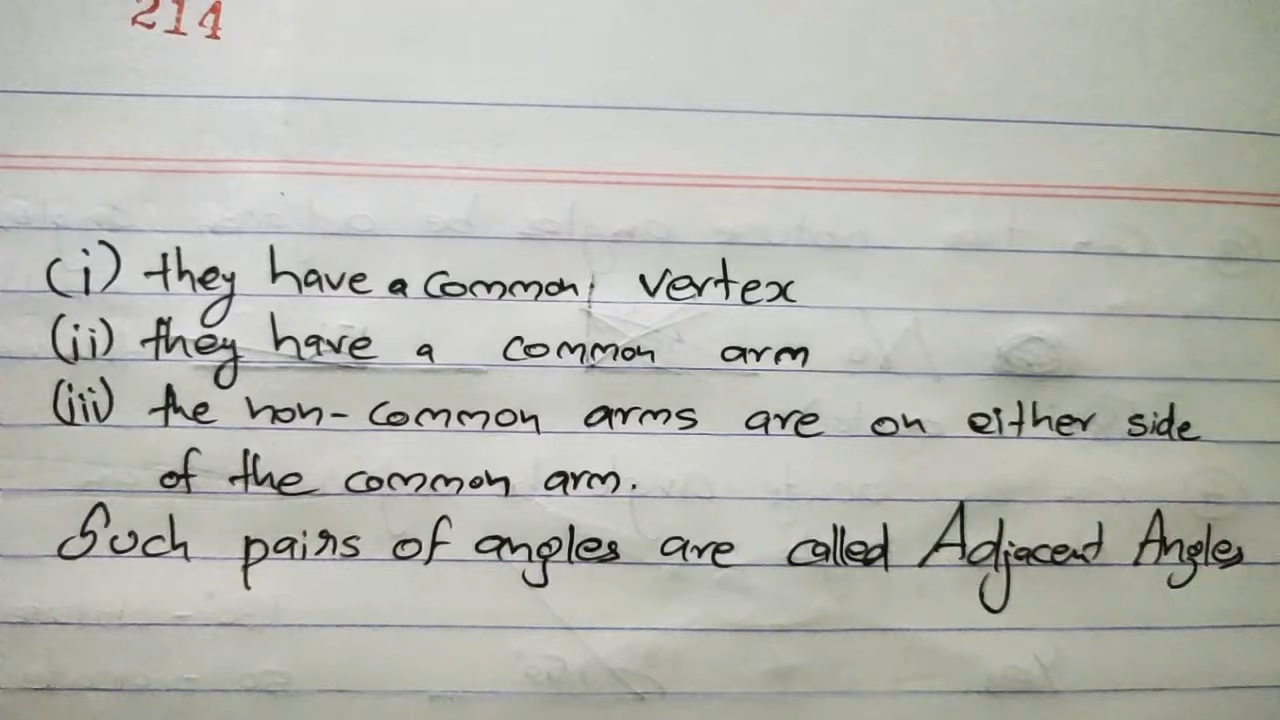 214
(i) they have a common vertex
(ii) they have a common arm
(iii) the non-common arms are on either side
of the common arm.
Such pairs of angles are called Adjacent Angles